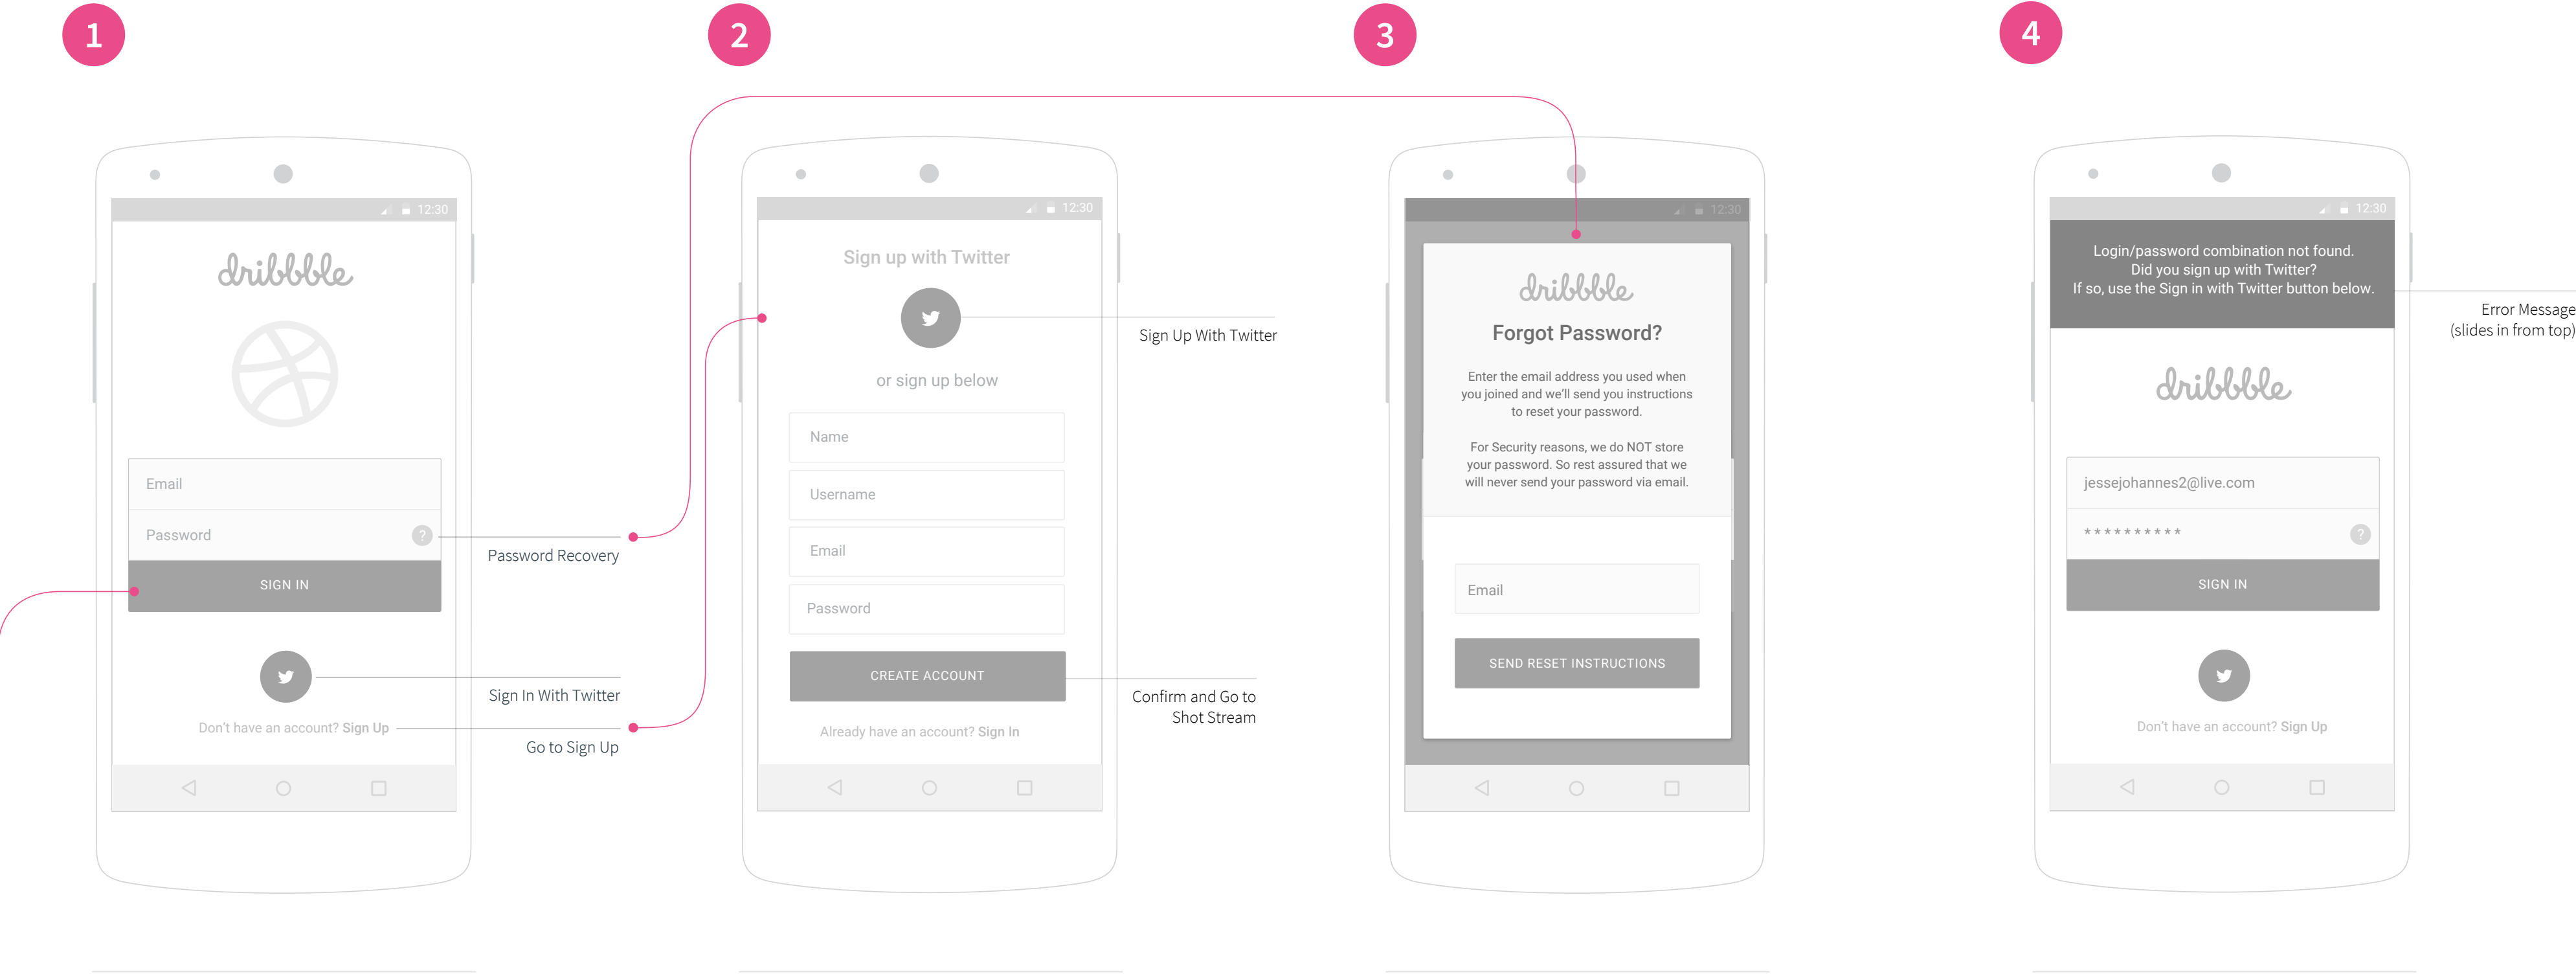 1
12:30
dribbble
Email
Password
?
SIGN IN
Don't have an account? Sign Up
Password Recovery
Sign In With Twitter
Go to Sign Up
2
12:30
Sign up with Twitter
or sign up below
Name
Username
Email
Password
CREATE ACCOUNT
Already have an account? Sign In
Sign Up With Twitter
Confirm and Go to
Shot Stream
3
12:30
dribbble
Forgot Password?
Enter the email address you used when
you joined and we'll send you instructions
to reset your password.
For Security reasons, we do NOT store
your password. So rest assured that we
will never send your password via email.
Email
SEND RESET INSTRUCTIONS
4
12:30
Login/password combination not found.
Did you sign up with Twitter?
If so, use the Sign in with Twitter button below.
dribbble
jessejohannes2@live.com
**********
?
SIGN IN
Don't have an account? Sign Up
Error Message
(slides in from top)